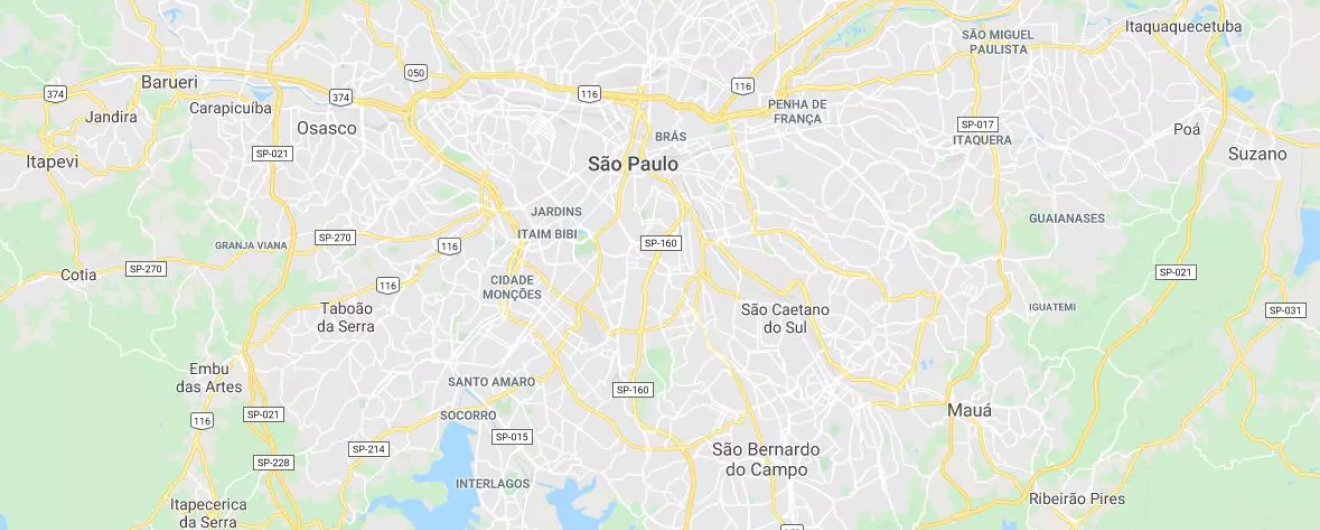 Itaquaquecetuba
SÃO MIGUEL
PAULISTA
050
Barueri
374
374
116
116
Jandira
Carapicuíba
Osasco
PENHA DE
FRANÇA
BRÁS
SP-017
ITAQUERA
Poá
Suzano
Itapevi
SP-021
São Paulo
JARDINS
ITAIM BIBI
GUAIANASES
GRANJA VIANA
SP-270
116
SP-160
Cotia
SP-270
SP-021
CIDADE
MONÇÕES
116
Taboão
da Serra
São Caetano
do Sul
IGUATEMI
SP-031
Embu
das Artes
SANTO AMARO
SP-160
Mauá
116
SP-021
SOCORRO
SP-015
SP-214
SP-228
São Bernardo
do Campo
INTERLAGOS
Ribeirão Pires
Itapecerica
da Serra